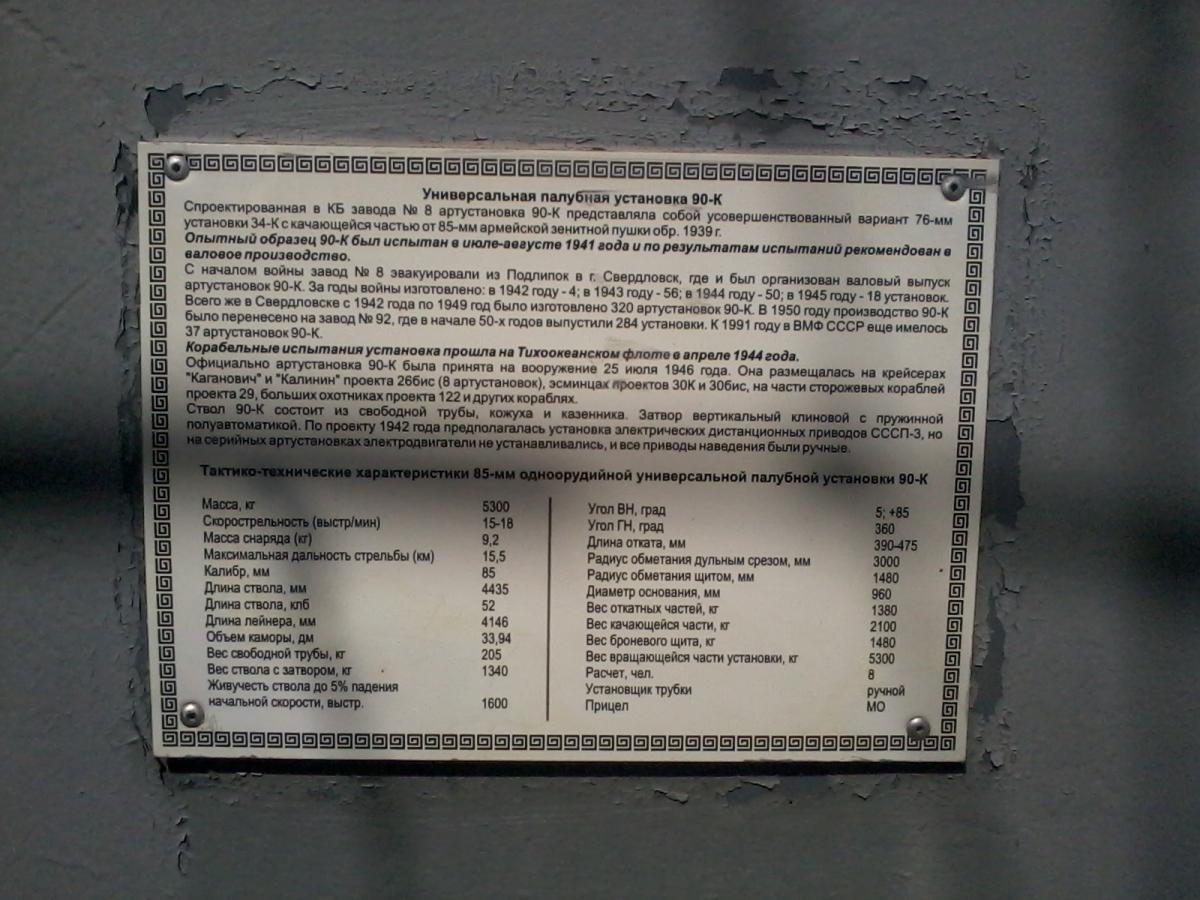 Универсальная палубная установка 90-К
Спроектированная в КБ завода № 8 артустановка 90-К представляла собой усовершенствованный вариант 76-мм
установки 34-К с качающейся частью от 85-мм армейской зенитной пушки обр. 1939 г.
Опытный образец 90-К был испытан в июле-августе 1941 года и по результатам испытаний рекомендован в
валовое производство.
С началом войны завод № 8 эвакуировали из Подлипок в г. Свердловск, где и был организован валовый выпуск
артустановок 90-К. За годы войны изготовлено: в 1942 году - 4; в 1943 году - 56; в 1944 году - 50; в 1945 году - 18 установок.
Всего же в Свердловске с 1942 года по 1949 год было изготовлено 320 артустановок 90-К. В 1950 году производство 90-К
было перенесено на завод № 92, где в начале 50-х годов выпустили 284 установки. К 1991 году в ВМФ СССР еще имелось
37 артустановок 90-К.
Корабельные испытания установка прошла на Тихоокеанском флоте в апреле 1944 года.
Официально артустановка 90-К была принята на вооружение 25 июля 1946 года. Она размещалась на крейсерах
"Каганович" и "Калинин" проекта 26бис (8 артустановок), эсминцах проектов 30К и 30бис, на части сторожевых кораблей
проекта 29, больших охотниках проекта 122 и других кораблях.
Ствол 90-К состоит из свободной трубы, кожуха и казенника. Затвор вертикальный клиновой с пружинной
полуавтоматикой. По проекту 1942 года предполагалась установка электрических дистанционных приводов СССП-3, но
на серийных артустановках электродвигатели не устанавливались, и все приводы наведения были ручные.
Тактико-технические характеристики 85-мм одноорудийной универсальной палубной установки 90-К
Масса, кг 5300
Скорострельность (выстр/мин) 15-18
Масса снаряда (кг) 9,2
Максимальная дальность стрельбы (км) 15,5
Калибр, мм 85
Длина ствола, мм 4435
Длина ствола, клб 52
Длина лейнера, мм 4146
Объем каморы, дм 33,94
Вес свободной трубы, кг 205
Вес ствола с затвором, кг 1340
Живучесть ствола до 5% падения
начальной скорости, выстр. 1600
Угол ВН, град 5; +85
Угол ГН, град 360
Длина отката, мм 390-475
Радиус обметания дульным срезом, мм 3000
Радиус обметания щитом, мм 1480
Диаметр основания, мм 960
Вес откатных частей, кг 1380
Вес качающейся части, кг 2100
Вес броневого щита, кг 1480
Вес вращающейся части установки, кг 5300
Расчет, чел. 8
Установщик трубки ручной
Прицел МО